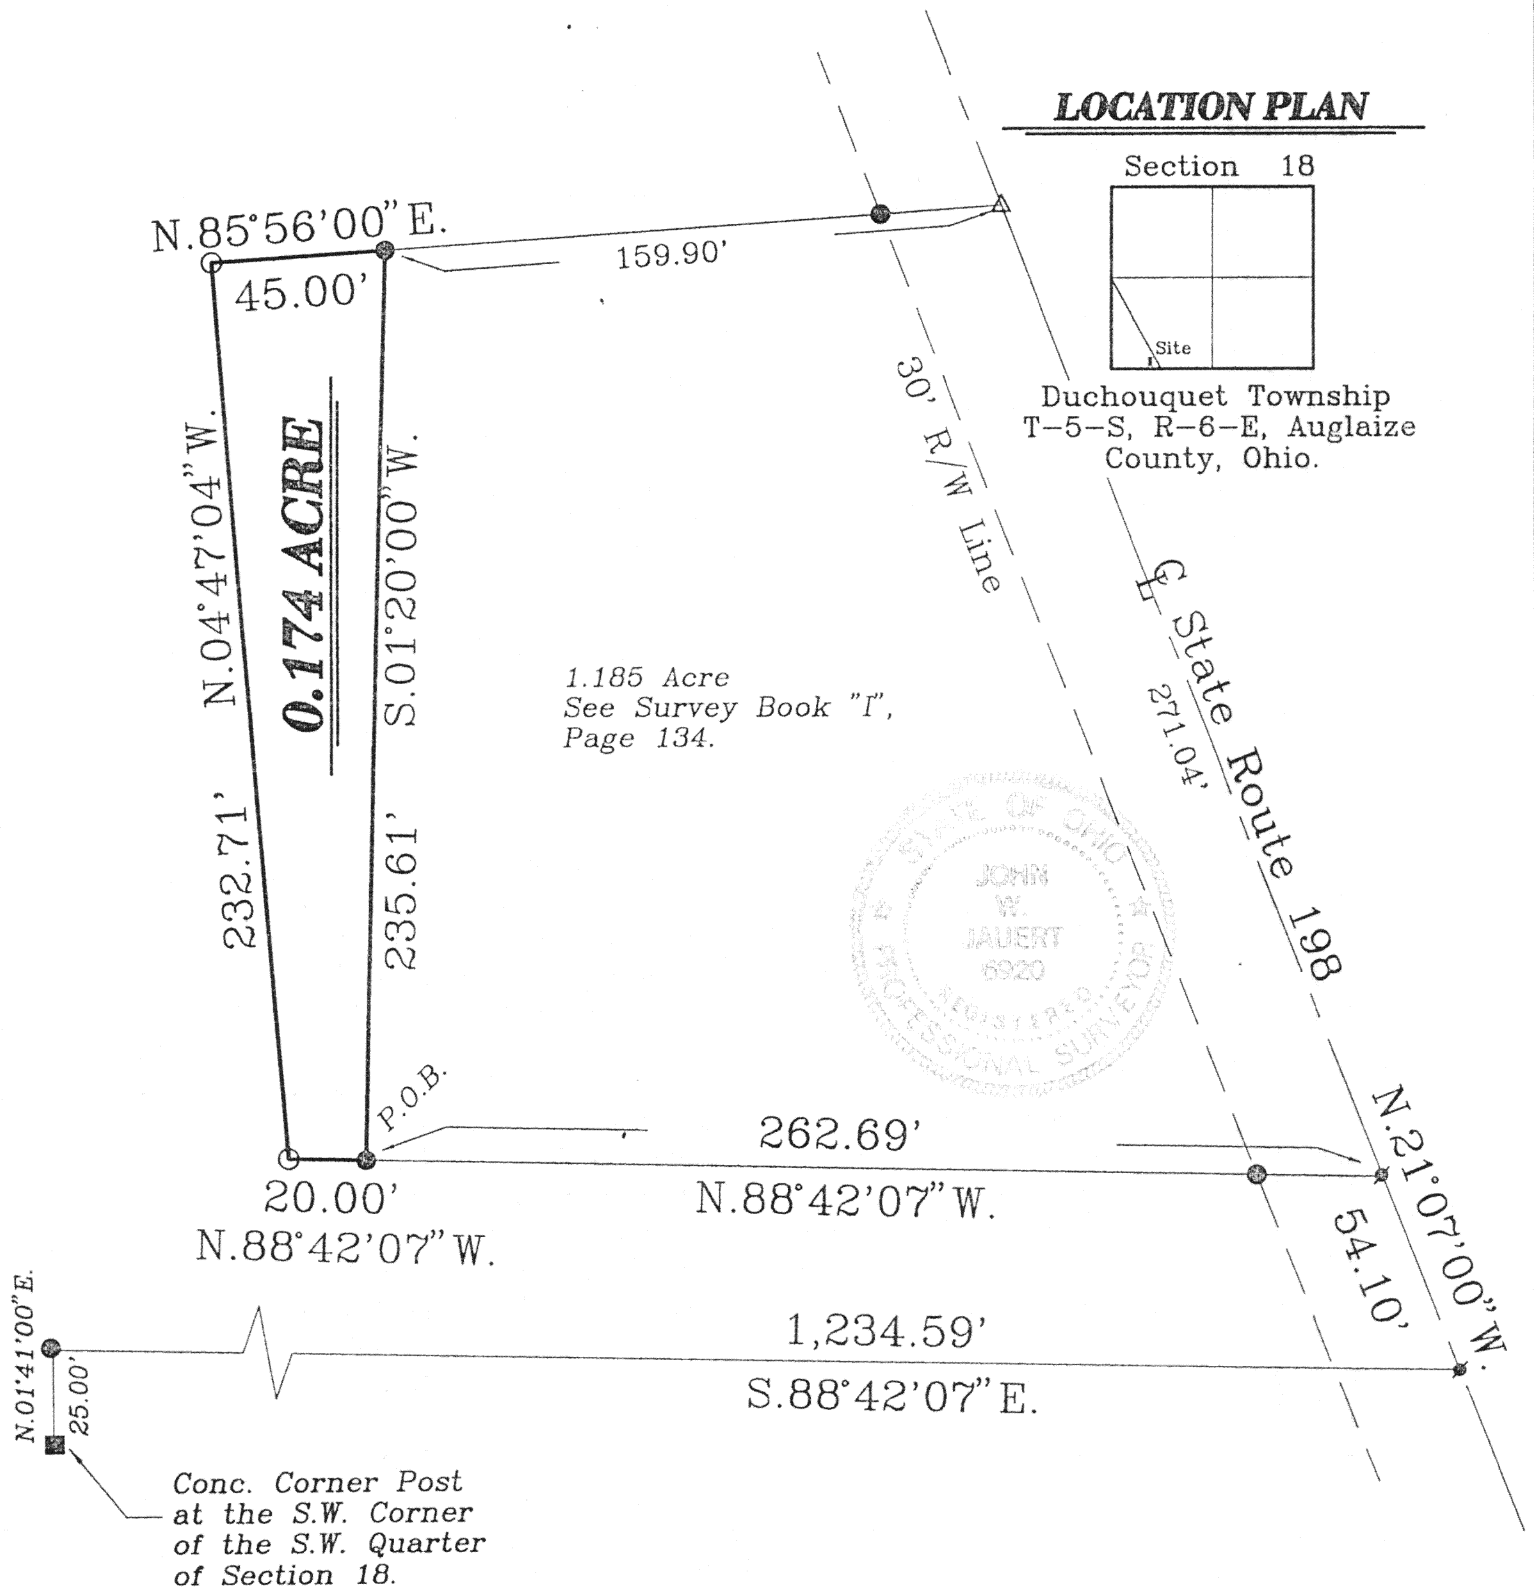 LOCATION PLAN
Section 18
Site
Duchouquet Township
T-5-S, R-6-E, Auglaize
County, Ohio.
N.85°56'00"E.
45.00'
159.90'
30' R/W Line
N.04°47'04"W.
232.71'
0.174 ACRE
S.01°20'00"W.
235.61'
1.185 Acre
See Survey Book "I",
Page 134.
℄ State Route 198
271.04'
STATE OF OHIO
JOHN
W.
JAUERT
6920
REGISTERED
PROFESSIONAL SURVEYOR
P.O.B.
262.69'
N.88°42'07"W.
20.00'
N.88°42'07"W.
N.21°07'00"W.
54.10'
1,234.59'
S.88°42'07"E.
N.01°41'00"E.
25.00'
Conc. Corner Post
at the S.W. Corner
of the S.W. Quarter
of Section 18.